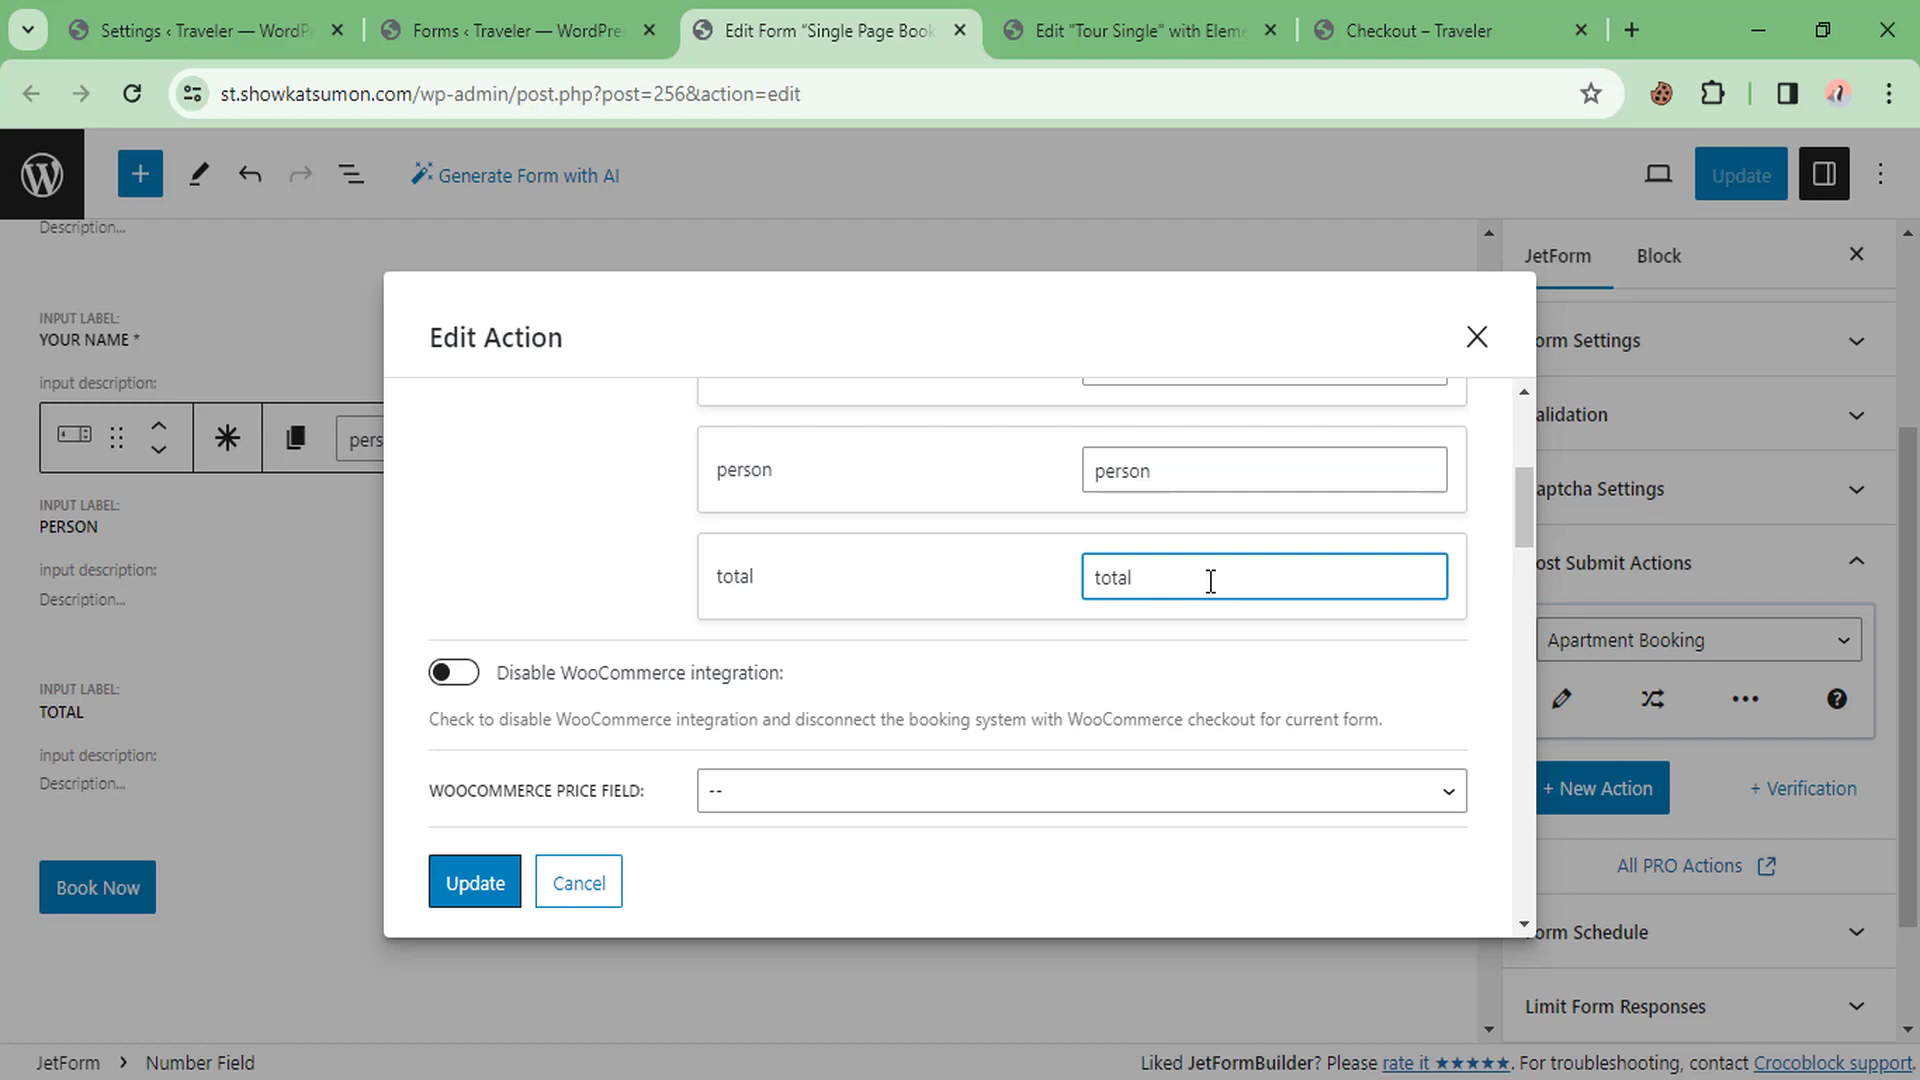 Settings ‹ Traveler — WordP
Forms ‹ Traveler — WordPre
Edit Form "Single Page Book
Edit "Tour Single" with Eleme
Checkout – Traveler
st.showkatsumon.com/wp-admin/post.php?post=256&action=edit
Generate Form with AI
Update
Description...
INPUT LABEL:
YOUR NAME *
input description:
pers
INPUT LABEL:
PERSON
input description:
Description...
INPUT LABEL:
TOTAL
input description:
Description...
Book Now
Edit Action
person
person
total
total
Disable WooCommerce integration:
Check to disable WooCommerce integration and disconnect the booking system with WooCommerce checkout for current form.
WOOCOMMERCE PRICE FIELD:
--
Update
Cancel
JetForm
Block
orm Settings
alidation
aptcha Settings
ost Submit Actions
Apartment Booking
+ New Action
+ Verification
All PRO Actions
orm Schedule
Limit Form Responses
JetForm
Number Field
Liked JetFormBuilder? Please rate it ★★★★★. For troubleshooting, contact Crocoblock support.